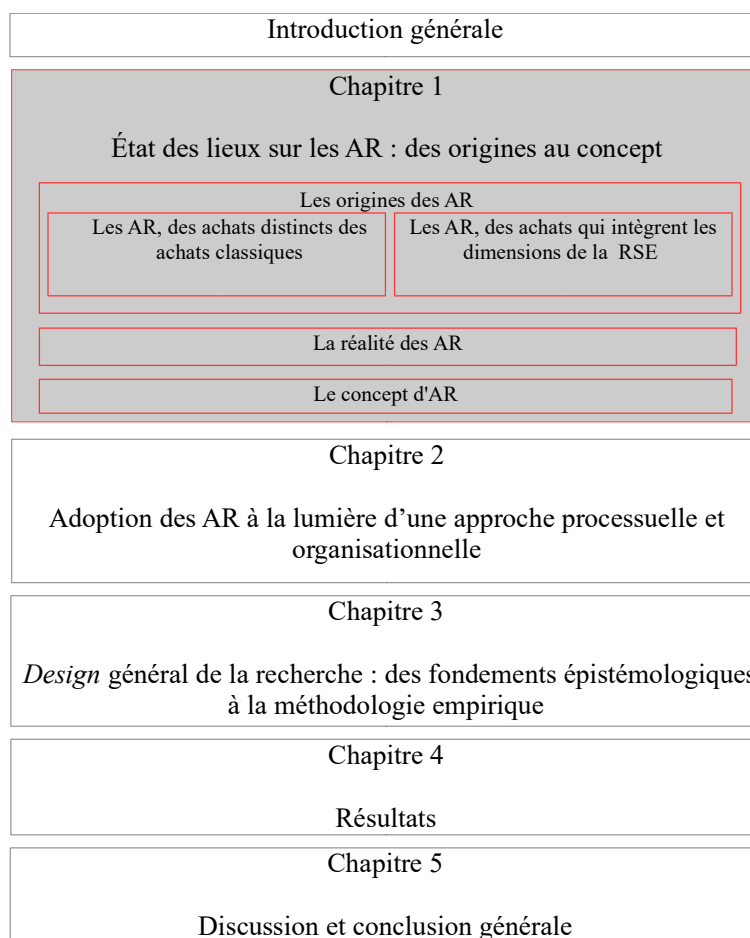 Introduction générale
Chapitre 1
État des lieux sur les AR : des origines au concept
Les origines des AR
Les AR, des achats distincts des
achats classiques
Les AR, des achats qui intègrent les
dimensions de la RSE
La réalité des AR
Le concept d'AR
Chapitre 2
Adoption des AR à la lumière d’une approche processuelle et
organisationnelle
Chapitre 3
Design général de la recherche : des fondements épistémologiques
à la méthodologie empirique
Chapitre 4
Résultats
Chapitre 5
Discussion et conclusion générale